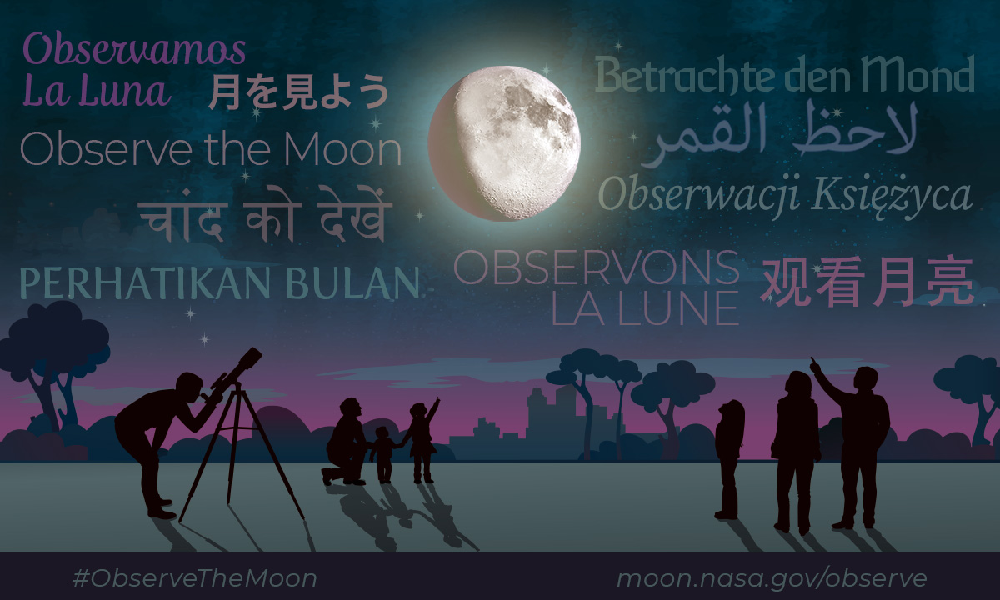 Observamos
La Luna
月を見よう
Observe the Moon
चांद को देखें
PERHATIKAN BULAN
Betrachte den Mond
لاحظ القمر
Obserwacji Księżyca
OBSERVONS
LA LUNE
观看月亮
#ObserveTheMoon
moon.nasa.gov/observe